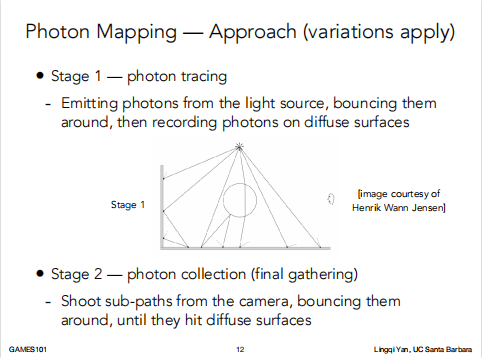 Photon Mapping — Approach (variations apply)
• Stage 1 — photon tracing
- Emitting photons from the light source, bouncing them
around, then recording photons on diffuse surfaces
Stage 1
[image courtesy of
Henrik Wann Jensen]
• Stage 2 — photon collection (final gathering)
- Shoot sub-paths from the camera, bouncing them
around, until they hit diffuse surfaces
GAMES101
12
Lingqi Yan, UC Santa Barbara